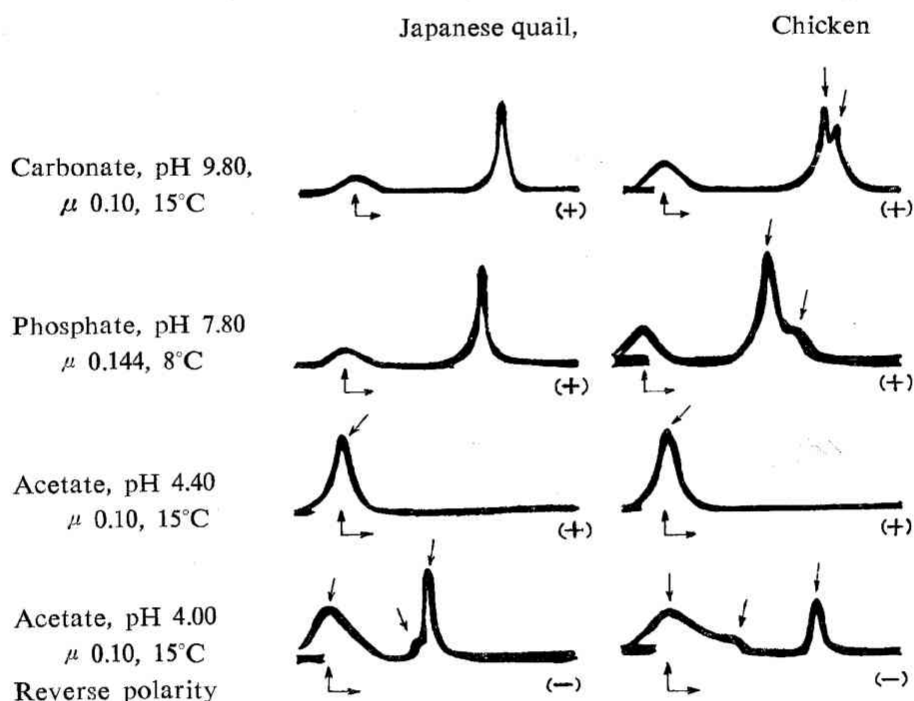 Japanese quail, Chicken
Carbonate, pH 9.80,
μ 0.10, 15°C
(+) (+)
Phosphate, pH 7.80
μ 0.144, 8°C
(+) (+)
Acetate, pH 4.40
μ 0.10, 15°C
(+) (+)
Acetate, pH 4.00
μ 0.10, 15°C
Reverse polarity
(−) (−)